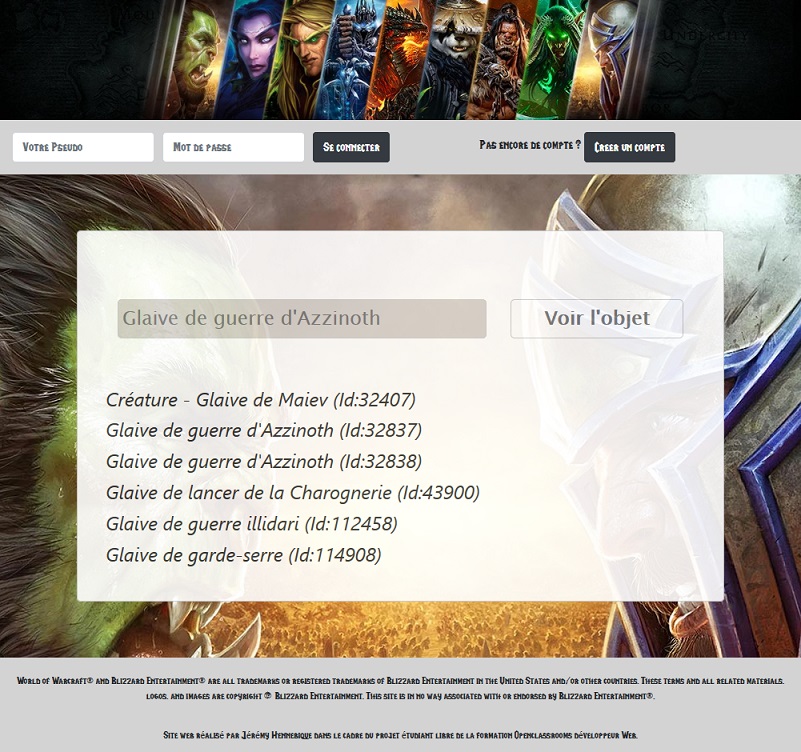 Undercity
Votre Pseudo Mot de passe Se connecter Pas encore de compte ? Creer un compte
Glaive de guerre d'Azzinoth Voir l'objet
Créature - Glaive de Maiev (Id:32407)
Glaive de guerre d'Azzinoth (Id:32837)
Glaive de guerre d'Azzinoth (Id:32838)
Glaive de lancer de la Charognerie (Id:43900)
Glaive de guerre illidari (Id:112458)
Glaive de garde-serre (Id:114908)
World of Warcraft® and Blizzard Entertainment® are all trademarks or registered trademarks of Blizzard Entertainment in the United States and/or other countries. These terms and all related materials,
logos, and images are copyright © Blizzard Entertainment. This site is in no way associated with or endorsed by Blizzard Entertainment®.
Site web réalisé par Jérémy Hennebique dans le cadre du projet étudiant libre de la formation Openclassrooms développeur Web.